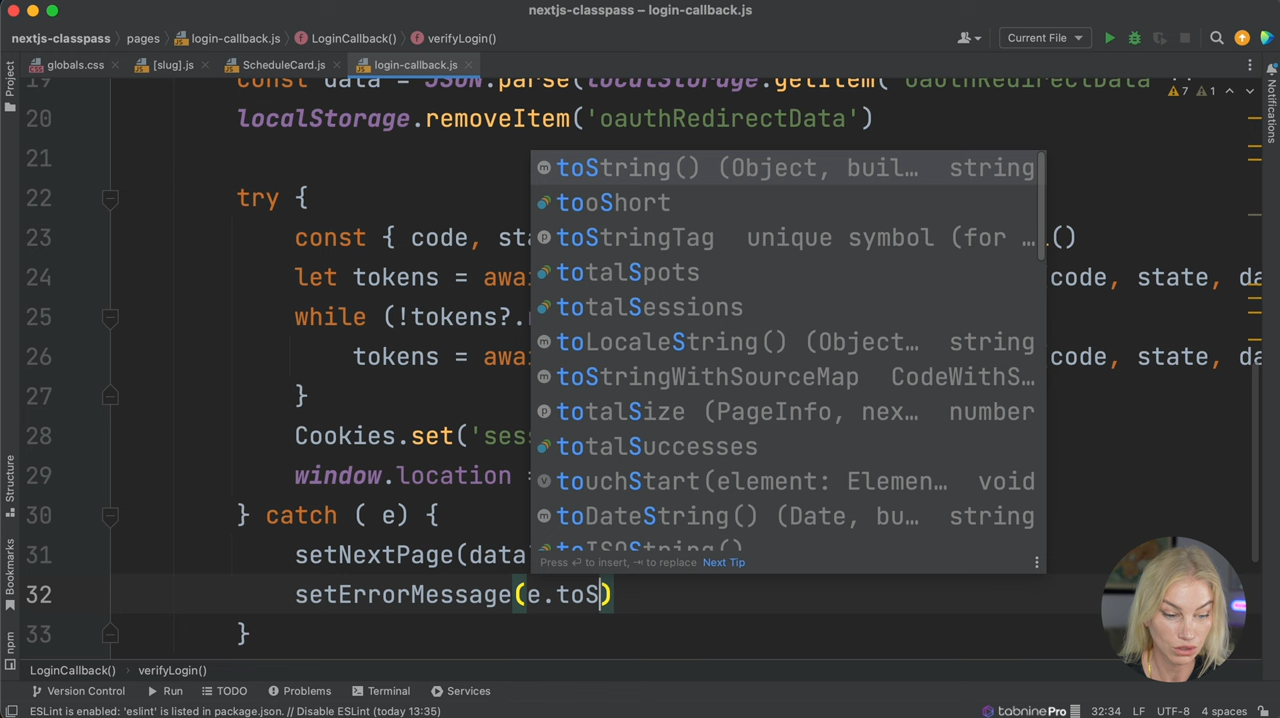 nextjs-classpass – login-callback.js
nextjs-classpass
pages
login-callback.js
LoginCallback()
verifyLogin()
Current File
globals.css
[slug].js
ScheduleCard.js
login-callback.js
Project
Notifications
7
1
19 const data = JSON.parse(localStorage.getItem('oauthRedirectData'
20 localStorage.removeItem('oauthRedirectData')
21
22 try {
23 const { code, sta ()
24 let tokens = awai code, state, da
25 while (!tokens?.
26 tokens = awai code, state, da
27 }
28 Cookies.set('sess
29 window.location =
30 } catch ( e) {
31 setNextPage(data
32 setErrorMessage(e.toS)
33 }
toString() (Object, buil… string
tooShort
toStringTag unique symbol (for …
totalSpots
totalSessions
toLocaleString() (Object… string
toStringWithSourceMap CodeWithS…
totalSize (PageInfo, nex… number
totalSuccesses
touchStart(element: Elemen… void
toDateString() (Date, bu… string
toISOString()
Press ⏎ to insert, ⇥ to replace Next Tip
Structure
Bookmarks
npm
LoginCallback()
verifyLogin()
Version Control
Run
TODO
Problems
Terminal
Services
ESLint is enabled: 'eslint' is listed in package.json. // Disable ESLint (today 13:35)
tabnine Pro
32:34
LF
UTF-8
4 spaces